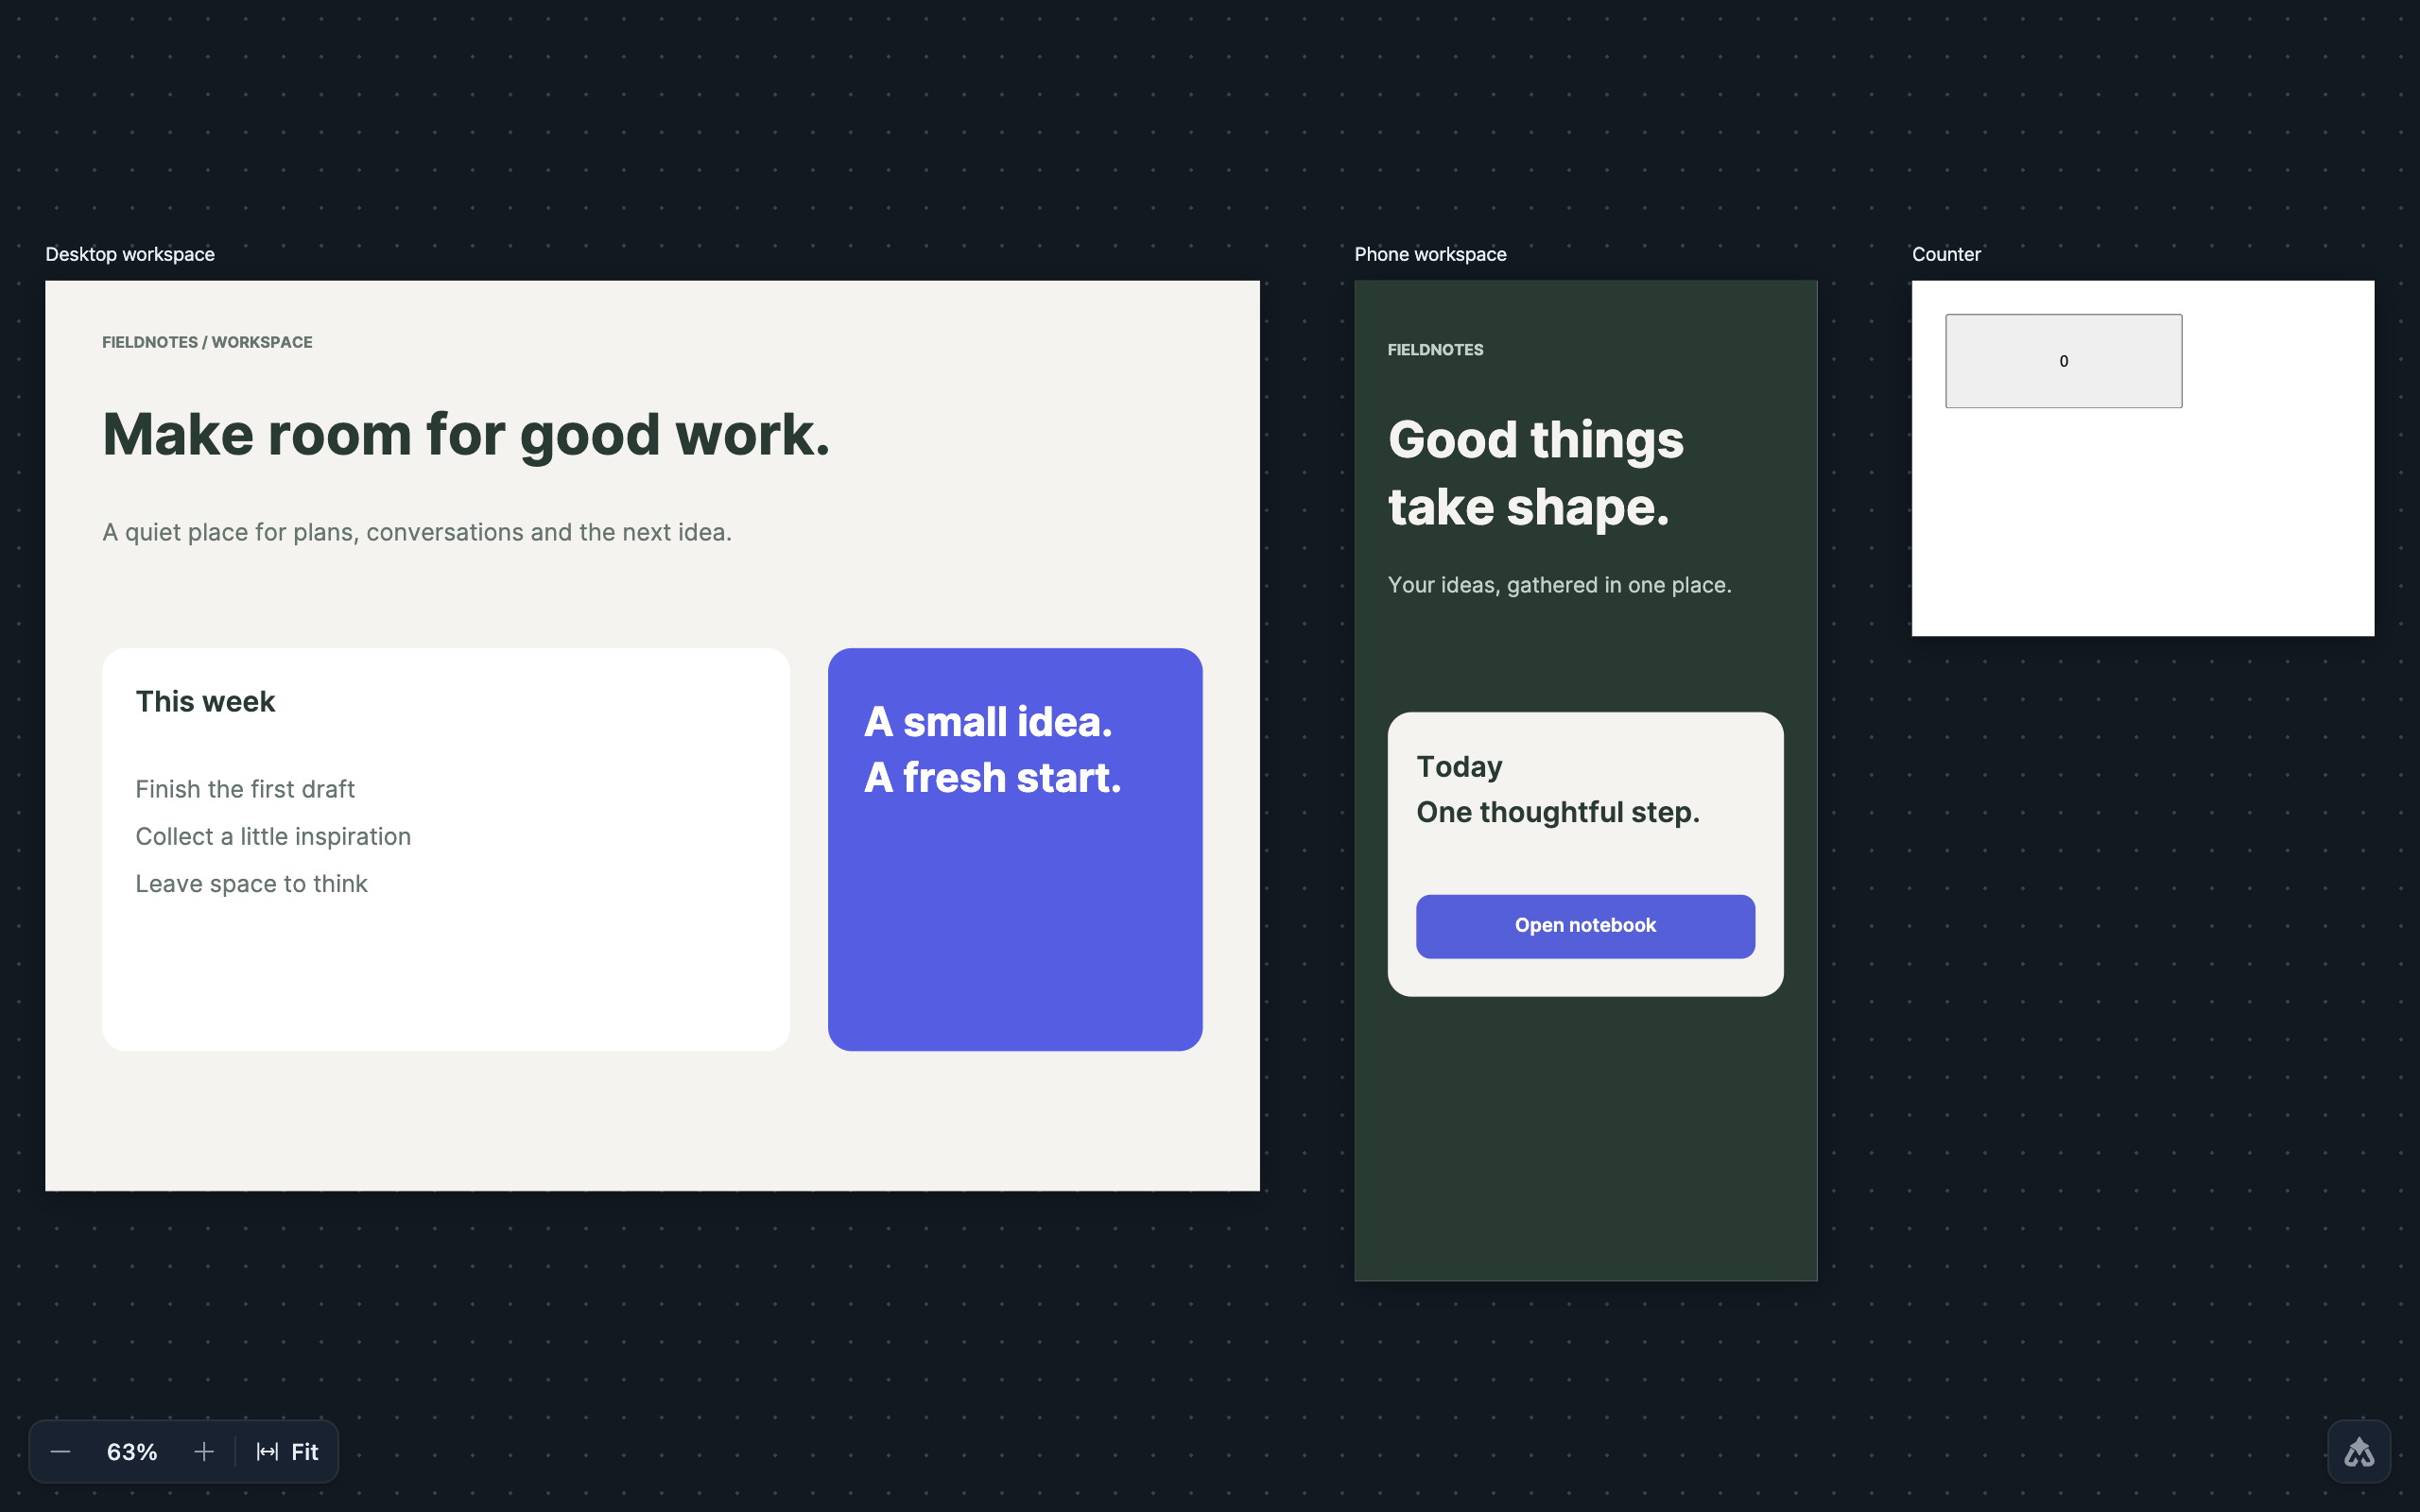 Desktop workspace
FIELDNOTES / WORKSPACE
Make room for good work.
A quiet place for plans, conversations and the next idea.
This week
Finish the first draft
Collect a little inspiration
Leave space to think
A small idea.
A fresh start.
Phone workspace
FIELDNOTES
Good things
take shape.
Your ideas, gathered in one place.
Today
One thoughtful step.
Open notebook
Counter
0
63%
Fit